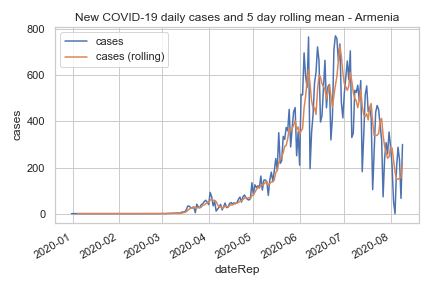 New COVID-19 daily cases and 5 day rolling mean - Armenia
cases
cases (rolling)
800
600
400
200
0
cases
2020-01
2020-02
2020-03
2020-04
2020-05
2020-06
2020-07
2020-08
dateRep